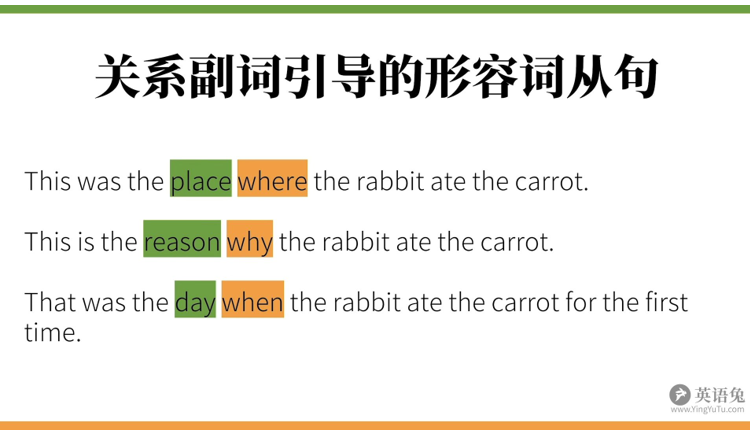 关系副词引导的形容词从句
This was the place where the rabbit ate the carrot.
This is the reason why the rabbit ate the carrot.
That was the day when the rabbit ate the carrot for the first
time.
英语兔
www.YingYuTu.com